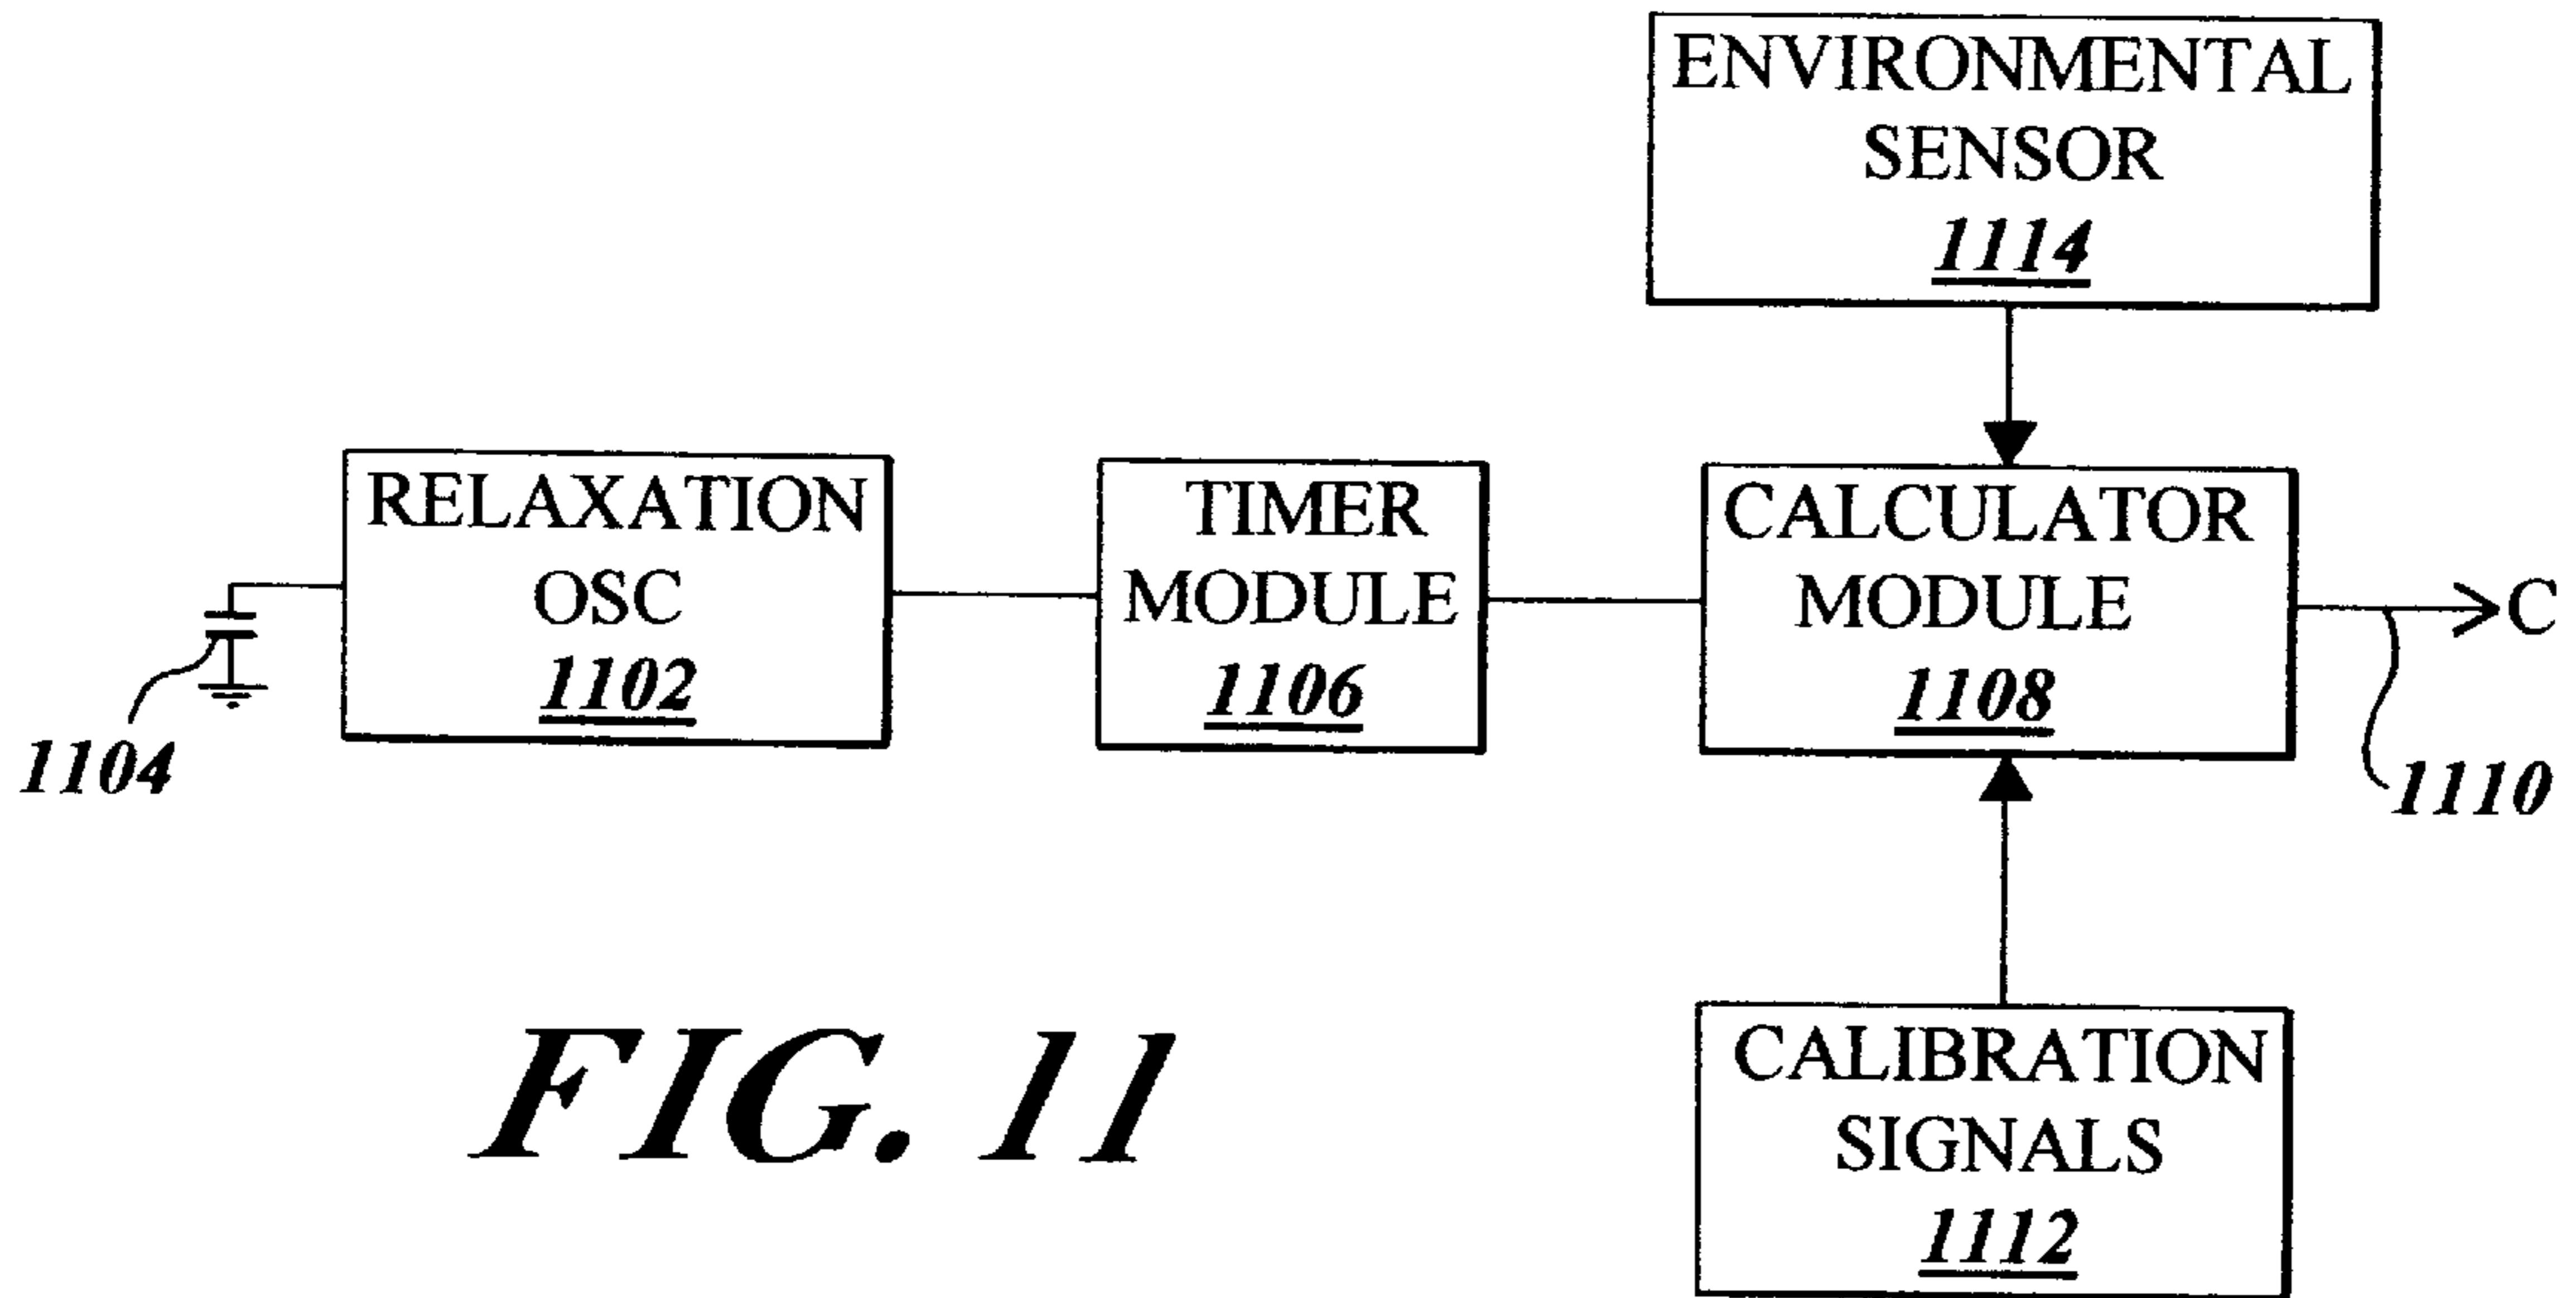 ENVIRONMENTAL
SENSOR
1114
RELAXATION
OSC
1102
TIMER
MODULE
1106
CALCULATOR
MODULE
1108
C
1104
1110
CALIBRATION
SIGNALS
1112
FIG. 11